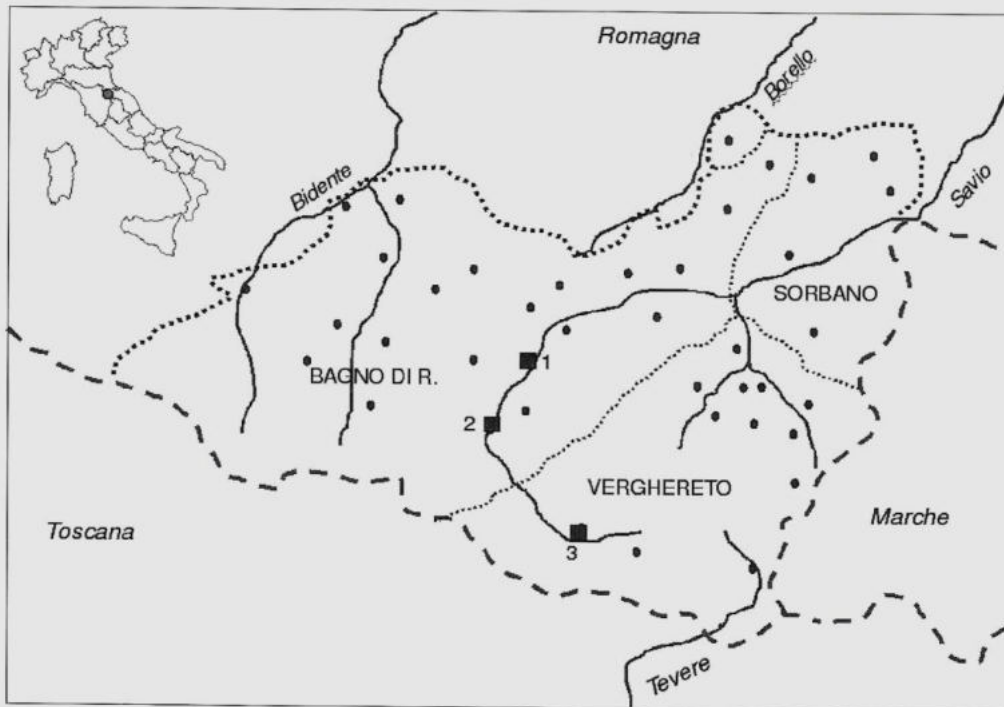 Romagna
Borello
Bidente
Savio
SORBANO
1
BAGNO DI R.
2
VERGHERETO
Marche
Toscana
3
Tevere